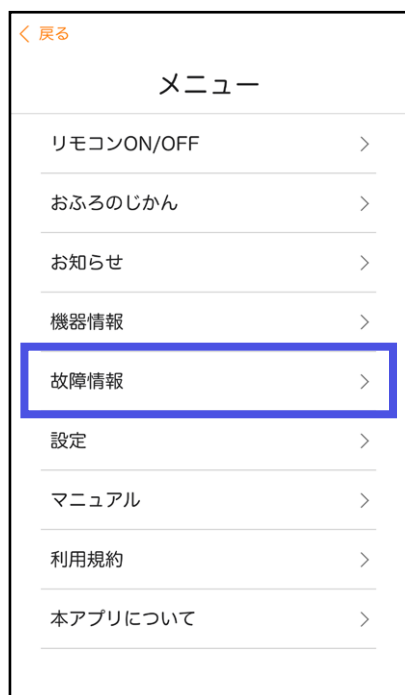 戻る
メニュー
リモコンON/OFF
おふろのじかん
お知らせ
機器情報
故障情報
設定
マニュアル
利用規約
本アプリについて